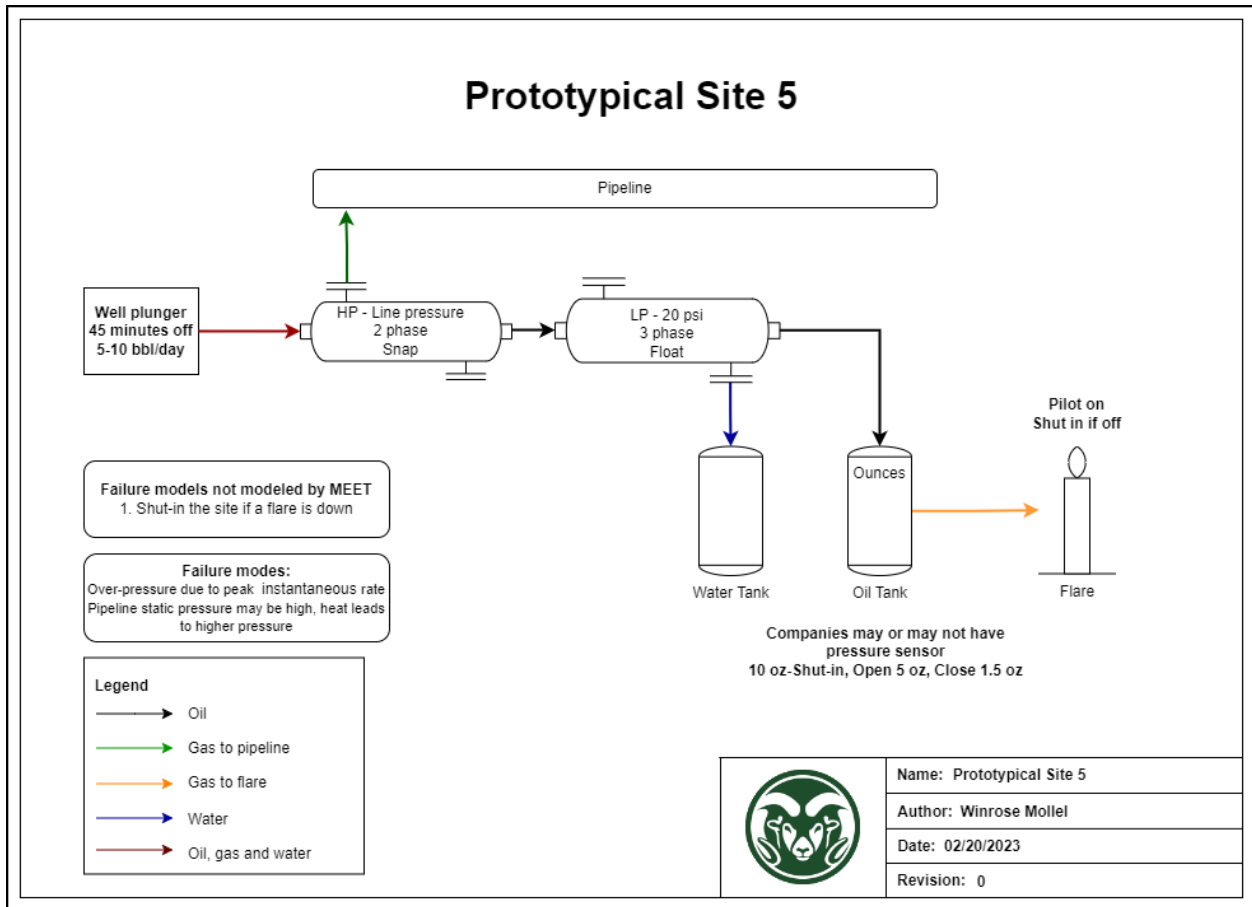 Prototypical Site 5
Pipeline
Well plunger
45 minutes off
5-10 bbl/day
HP - Line pressure
2 phase
Snap
LP - 20 psi
3 phase
Float
Pilot on
Shut in if off
Ounces
Water Tank
Oil Tank
Flare
Companies may or may not have
pressure sensor
10 oz-Shut-in, Open 5 oz, Close 1.5 oz
Failure models not modeled by MEET
1. Shut-in the site if a flare is down
Failure modes:
Over-pressure due to peak instantaneous rate
Pipeline static pressure may be high, heat leads
to higher pressure
Legend
Oil
Gas to pipeline
Gas to flare
Water
Oil, gas and water
Name: Prototypical Site 5
Author: Winrose Mollel
Date: 02/20/2023
Revision: 0